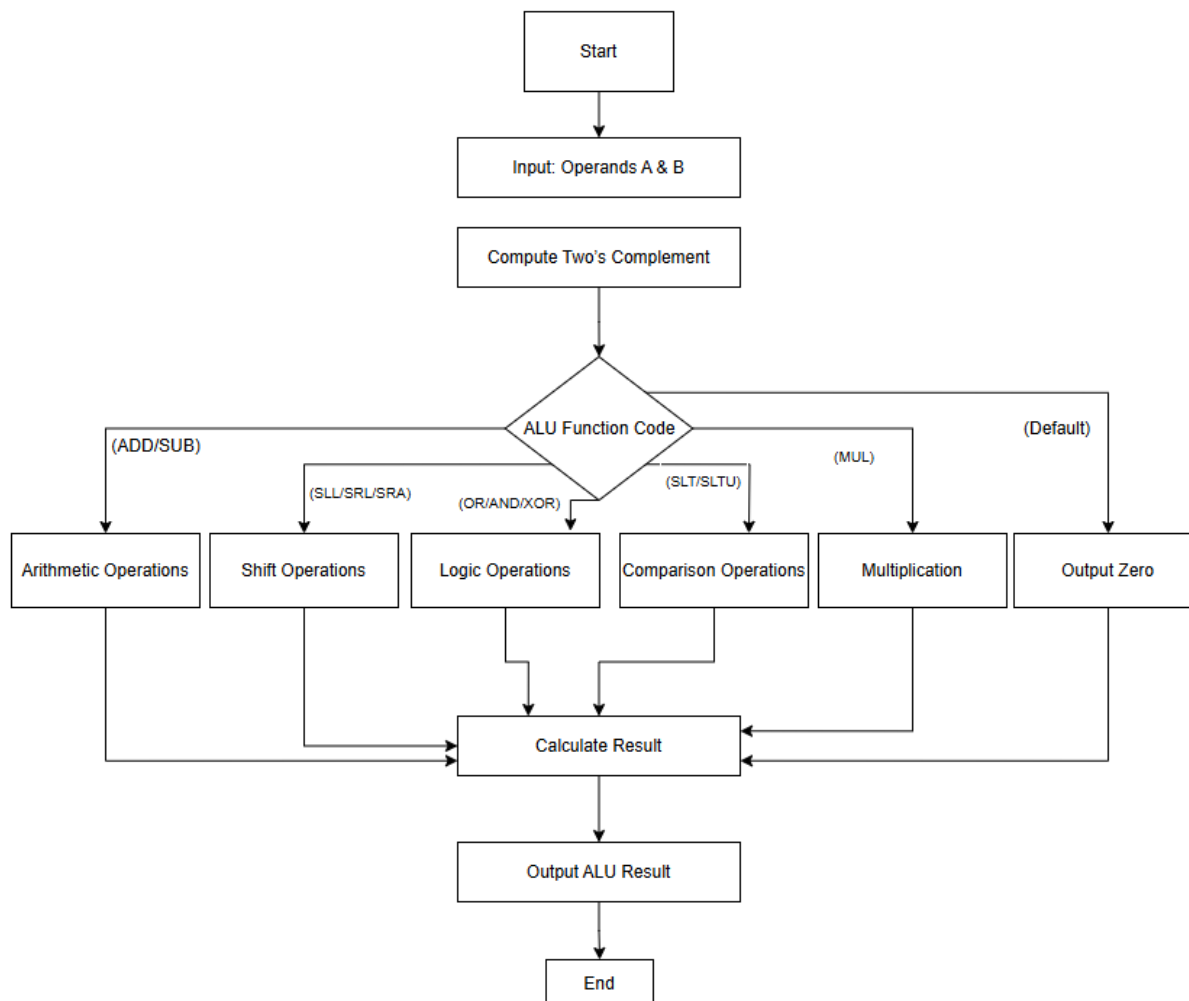 Start
Input: Operands A & B
Compute Two's Complement
ALU Function Code
(ADD/SUB)
(SLL/SRL/SRA)
(OR/AND/XOR)
(SLT/SLTU)
(MUL)
(Default)
Arithmetic Operations
Shift Operations
Logic Operations
Comparison Operations
Multiplication
Output Zero
Calculate Result
Output ALU Result
End